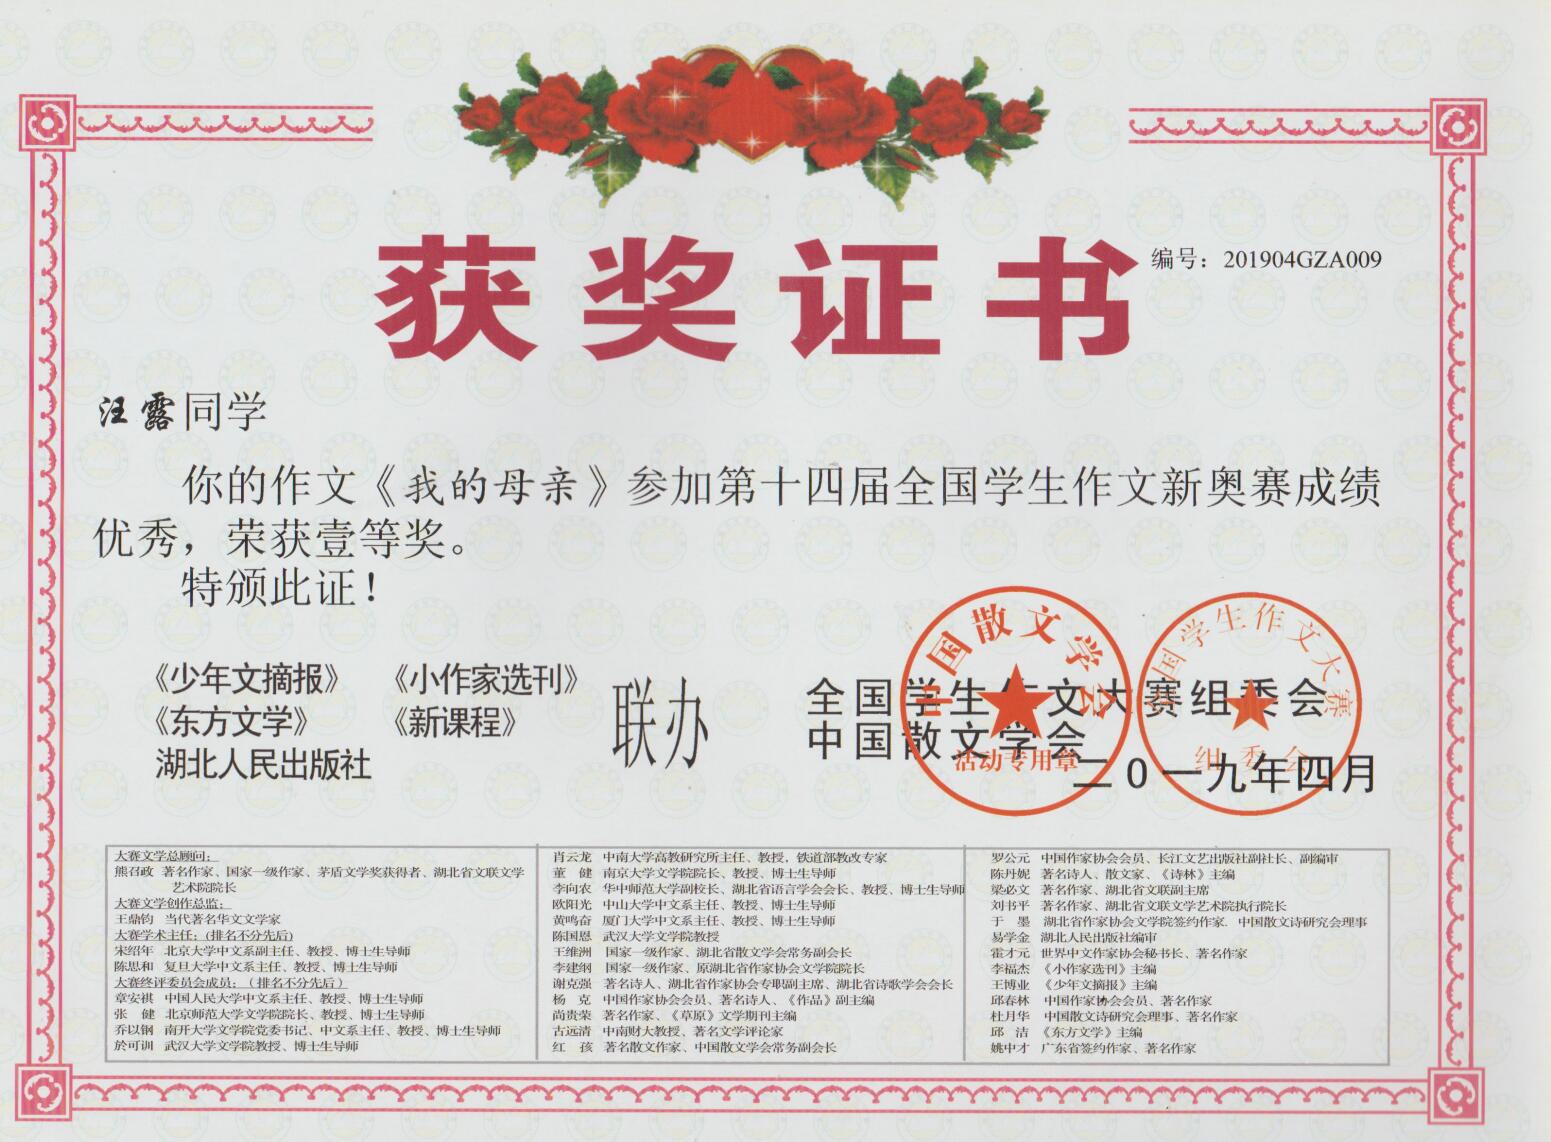 获奖证书
编号：201904GZA009
汪露同学
你的作文《我的母亲》参加第十四届全国学生作文新奥赛成绩
优秀，荣获壹等奖。
特颁此证！
《少年文摘报》 《小作家选刊》
《东方文学》 《新课程》
湖北人民出版社
联办
全国学生作文大赛组委会
中国散文学会
二0一九年四月
中国散文学会
活动专用章
全国学生作文大赛
组委会
大赛文学总顾问：
熊召政 著名作家、国家一级作家、茅盾文学奖获得者、湖北省文联文学
艺术院院长
大赛文学创作总监：
王鼎钧 当代著名华文文学家
大赛学术主任：(排名不分先后)
宋绍年 北京大学中文系副主任、教授、博士生导师
陈思和 复旦大学中文系主任、教授、博士生导师
大赛终评委员会成员：（排名不分先后）
章安祺 中国人民大学中文系主任、教授、博士生导师
张 健 北京师范大学文学院院长、教授、博士生导师
乔以钢 南开大学文学院党委书记、中文系主任、教授、博士生导师
於可训 武汉大学文学院教授、博士生导师
肖云龙 中南大学高教研究所主任、教授，铁道部教改专家
董 健 南京大学文学院院长、教授、博士生导师
李向农 华中师范大学副校长、湖北省语言学会会长、教授、博士生导师
欧阳光 中山大学中文系主任、教授、博士生导师
黄鸣奋 厦门大学中文系主任、教授、博士生导师
陈国恩 武汉大学文学院教授
王维洲 国家一级作家、湖北省散文学会常务副会长
李建纲 国家一级作家、原湖北省作家协会文学院院长
谢克强 著名诗人、湖北省作家协会专职副主席、湖北省诗歌学会会长
杨 克 中国作家协会会员、著名诗人、《作品》副主编
尚贵荣 著名作家、《草原》文学期刊主编
古远清 中南财大教授、著名文学评论家
红 孩 著名散文作家、中国散文学会常务副会长
罗公元 中国作家协会会员、长江文艺出版社副社长、副编审
陈丹妮 著名诗人、散文家、《诗林》主编
梁必文 著名作家、湖北省文联副主席
刘书平 著名作家、湖北省文联文学艺术院执行院长
于 墨 湖北省作家协会文学院签约作家．中国散文诗研究会理事
易学金 湖北人民出版社编审
霍才元 世界中文作家协会秘书长、著名作家
李福杰 《小作家选刊》主编
王博业 《少年文摘报》主编
邱春林 中国作家协会会员、著名作家
杜月华 中国散文诗研究会理事、著名作家
邱 洁 《东方文学》主编
姚中才 广东省签约作家、著名作家